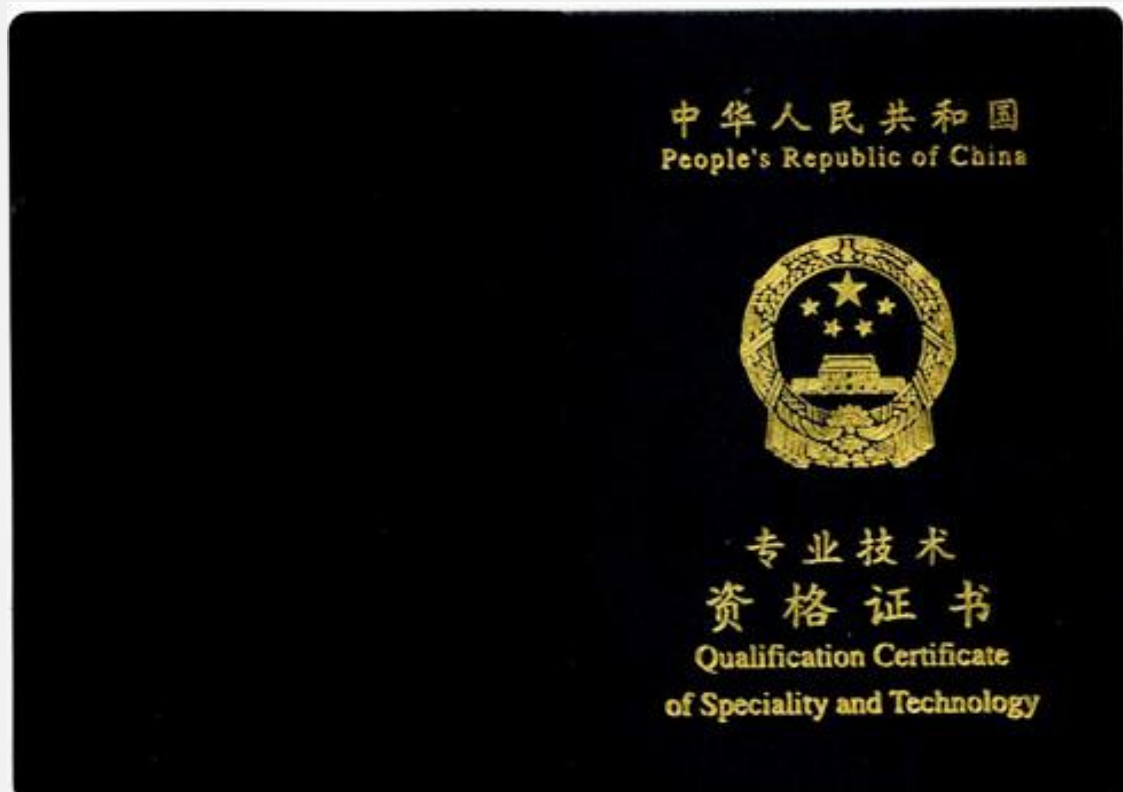 中华人民共和国
People's Republic of China
专业技术
资格证书
Qualification Certificate
of Speciality and Technology